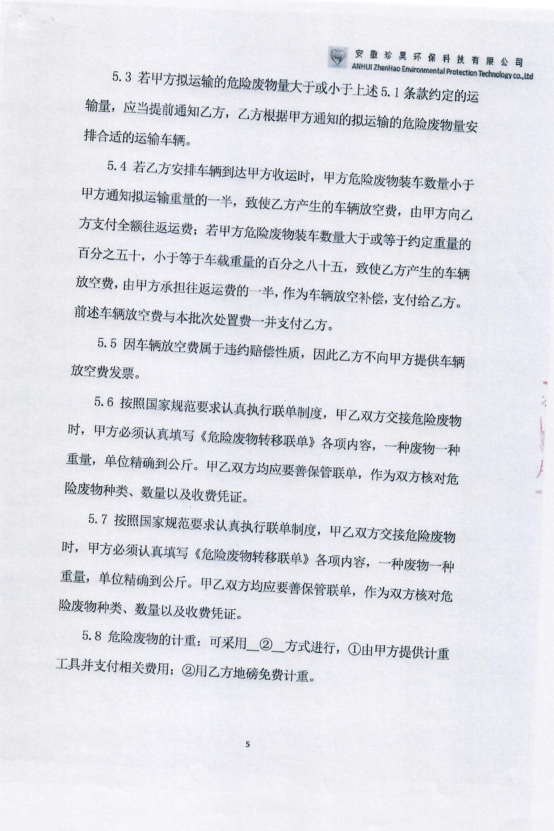 安徽珍昊环保科技有限公司
ANHUI ZhenHao Environmental Protection Technology co.,ltd
5.3 若甲方拟运输的危险废物量大于或小于上述 5.1 条款约定的运
输量，应当提前通知乙方，乙方根据甲方通知的拟运输的危险废物量安
排合适的运输车辆。
5.4 若乙方安排车辆到达甲方收运时，甲方危险废物装车数量小于
甲方通知拟运输重量的一半，致使乙方产生的车辆放空费，由甲方向乙
方支付全额往返运费；若甲方危险废物装车数量大于或等于约定重量的
百分之五十，小于等于车载重量的百分之八十五，致使乙方产生的车辆
放空费，由甲方承担往返运费的一半，作为车辆放空补偿，支付给乙方。
前述车辆放空费与本批次处置费一并支付乙方。
5.5 因车辆放空费属于违约赔偿性质，因此乙方不向甲方提供车辆
放空费发票。
5.6 按照国家规范要求认真执行联单制度，甲乙双方交接危险废物
时，甲方必须认真填写《危险废物转移联单》各项内容，一种废物一种
重量，单位精确到公斤。甲乙双方均应要善保管联单，作为双方核对危
险废物种类、数量以及收费凭证。
5.7 按照国家规范要求认真执行联单制度，甲乙双方交接危险废物
时，甲方必须认真填写《危险废物转移联单》各项内容，一种废物一种
重量，单位精确到公斤。甲乙双方均应要善保管联单，作为双方核对危
险废物种类、数量以及收费凭证。
5.8 危险废物的计重：可采用__②__方式进行，①由甲方提供计重
工具并支付相关费用；②用乙方地磅免费计重。
5